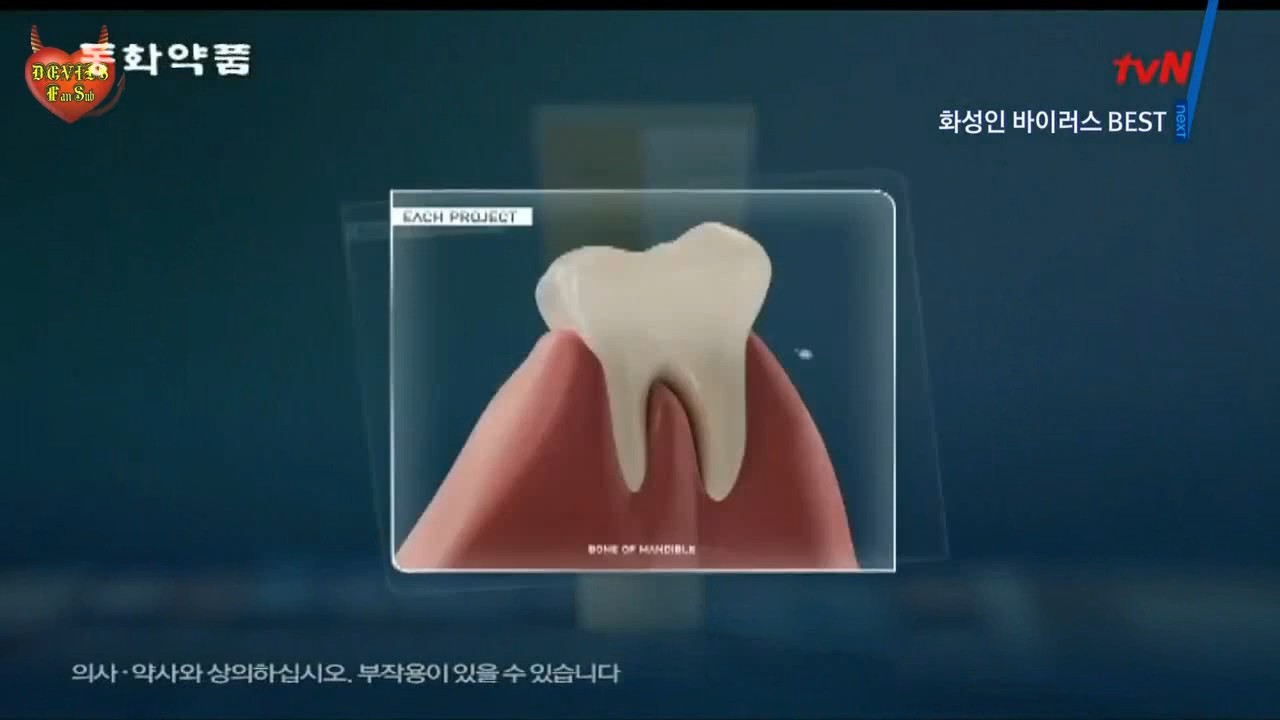 DEVILS
Fan Sub
동화약품
tvN
화성인 바이러스 BEST
next
EACH PROJECT
BONE OF MANDIBLE
의사·약사와 상의하십시오. 부작용이 있을 수 있습니다